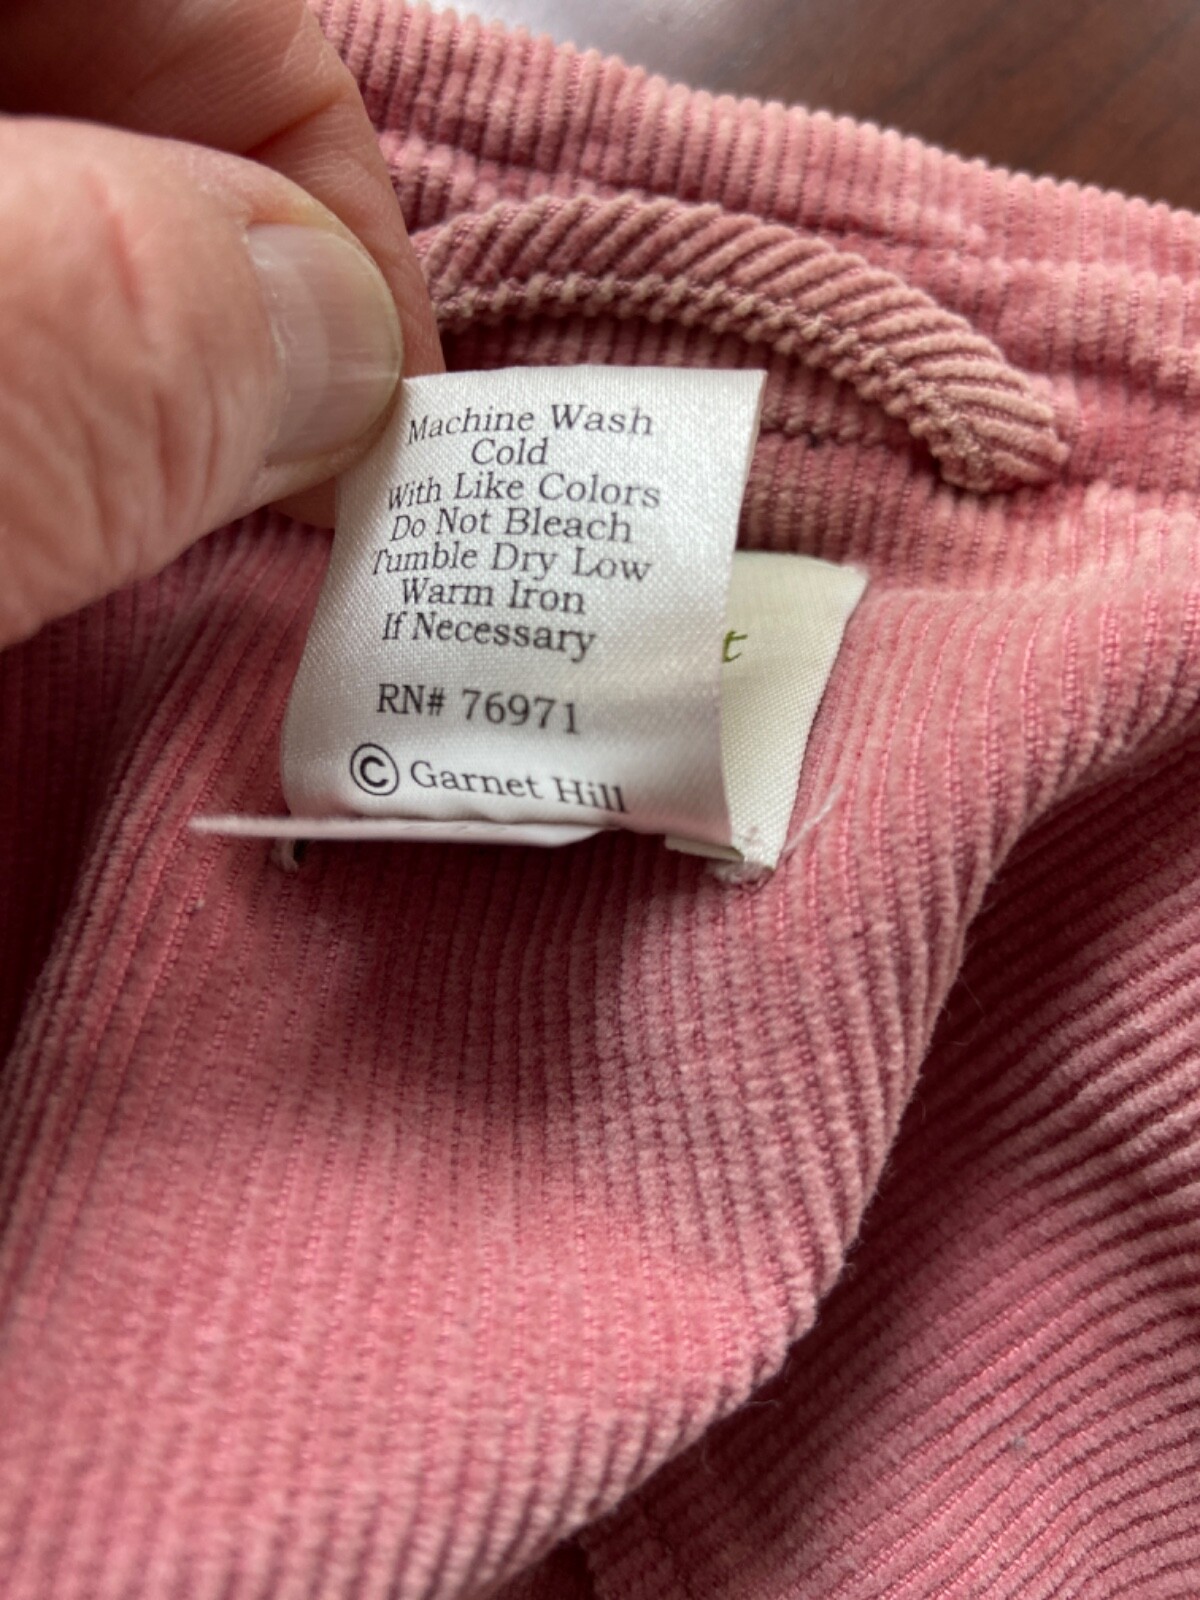 Machine Wash
Cold
With Like Colors
Do Not Bleach
Tumble Dry Low
Warm Iron
If Necessary
RN# 76971
© Garnet Hill
t